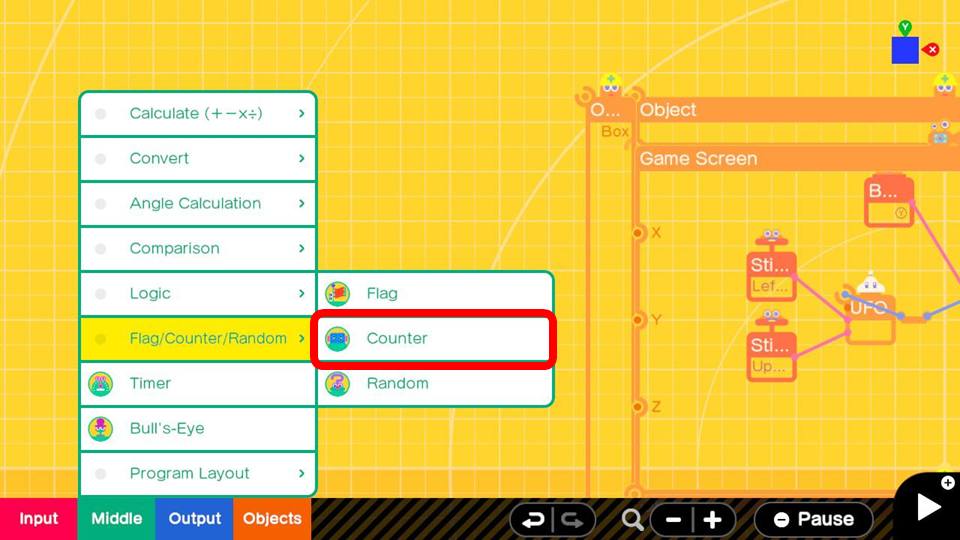 Y
X
Calculate (+−×÷)
Convert
Angle Calculation
Comparison
Logic
Flag/Counter/Random
Timer
Bull's-Eye
Program Layout
Flag
Counter
Random
O...
Box
Object
Game Screen
B...
Y
X
Sti...
Lef...
UFO
Y
Sti...
Up...
Z
Input
Middle
Output
Objects
Pause